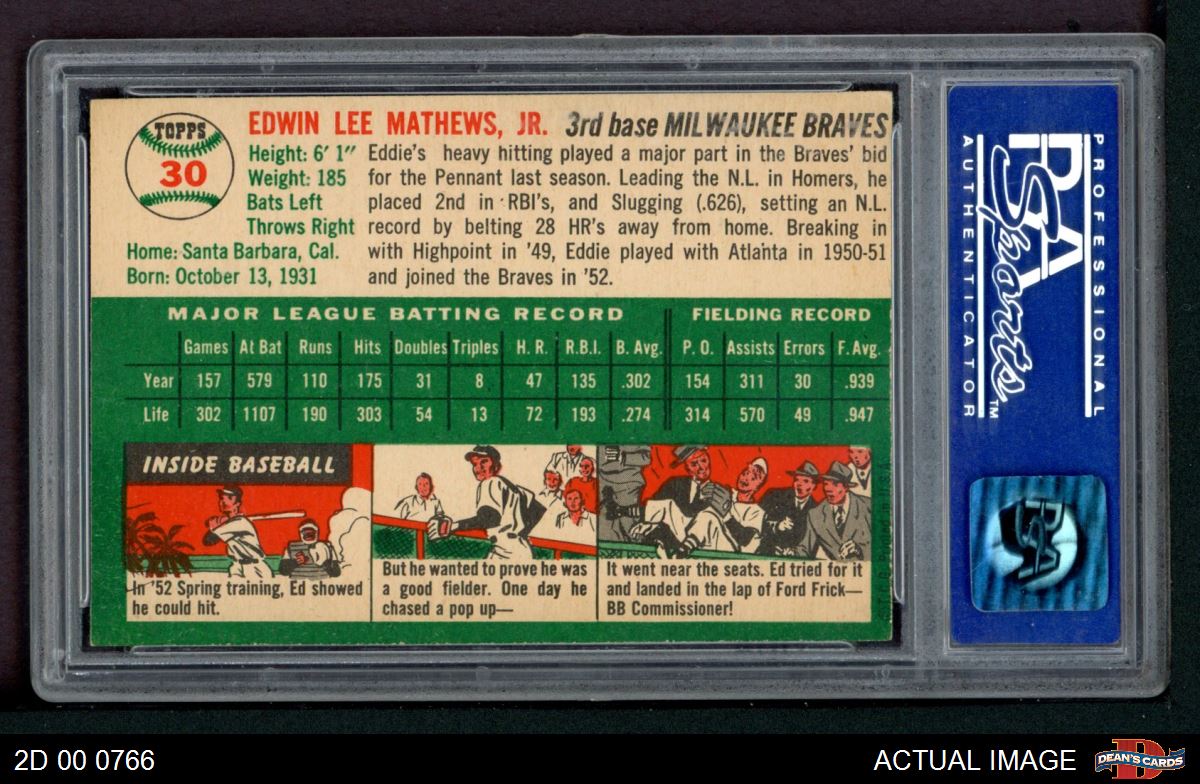 TOPPS
30
EDWIN LEE MATHEWS, JR. 3rd base MILWAUKEE BRAVES
Height: 6' 1"
Weight: 185
Bats Left
Throws Right
Home: Santa Barbara, Cal.
Born: October 13, 1931
Eddie's heavy hitting played a major part in the Braves' bid
for the Pennant last season. Leading the N.L. in Homers, he
placed 2nd in RBI's, and Slugging (.626), setting an N.L.
record by belting 28 HR's away from home. Breaking in
with Highpoint in '49, Eddie played with Atlanta in 1950-51
and joined the Braves in '52.
MAJOR LEAGUE BATTING RECORD FIELDING RECORD
Games At Bat Runs Hits Doubles Triples H. R. R.B.I. B. Avg. P. O. Assists Errors F. Avg.
Year 157 579 110 175 31 8 47 135 .302 154 311 30 .939
Life 302 1107 190 303 54 13 72 193 .274 314 570 49 .947
INSIDE BASEBALL
In '52 Spring training, Ed showed
he could hit.
But he wanted to prove he was
a good fielder. One day he
chased a pop up—
It went near the seats. Ed tried for it
and landed in the lap of Ford Frick—
BB Commissioner!
PROFESSIONAL
PSA
Sports
TM
AUTHENTICATOR
PSA
2D 00 0766
ACTUAL IMAGE
DEAN'S CARDS